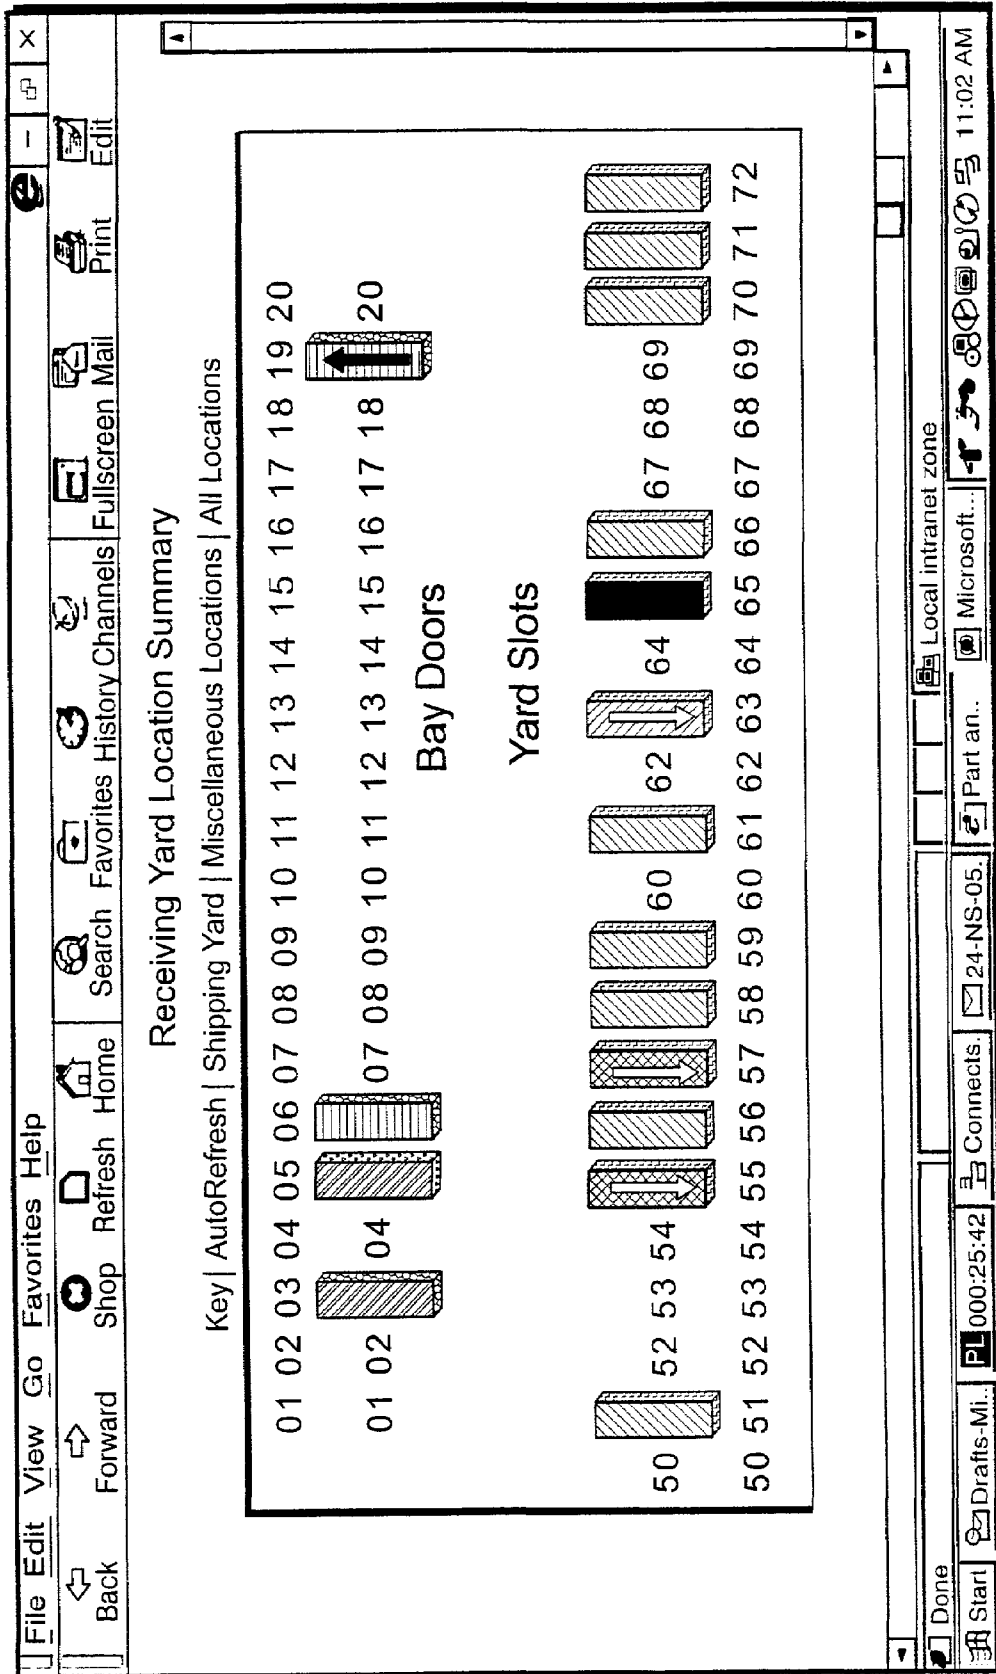 File Edit View Go Favorites Help
Back Forward Shop Refresh Home Search Favorites History Channels Fullscreen Mail Print Edit
Receiving Yard Location Summary
Key | AutoRefresh | Shipping Yard | Miscellaneous Locations | All Locations
01 02 03 04 05 06 07 08 09 10 11 12 13 14 15 16 17 18 19 20
01 02 04 07 08 09 10 11 12 13 14 15 16 17 18 20
Bay Doors
Yard Slots
50 52 53 54 60 62 64 67 68 69
50 51 52 53 54 55 56 57 58 59 60 61 62 63 64 65 66 67 68 69 70 71 72
Done Local intranet zone
Start Drafts-Mi.. PL 000:25:42 Connects. 24-NS-05. Part an.. Microsoft... 11:02 AM